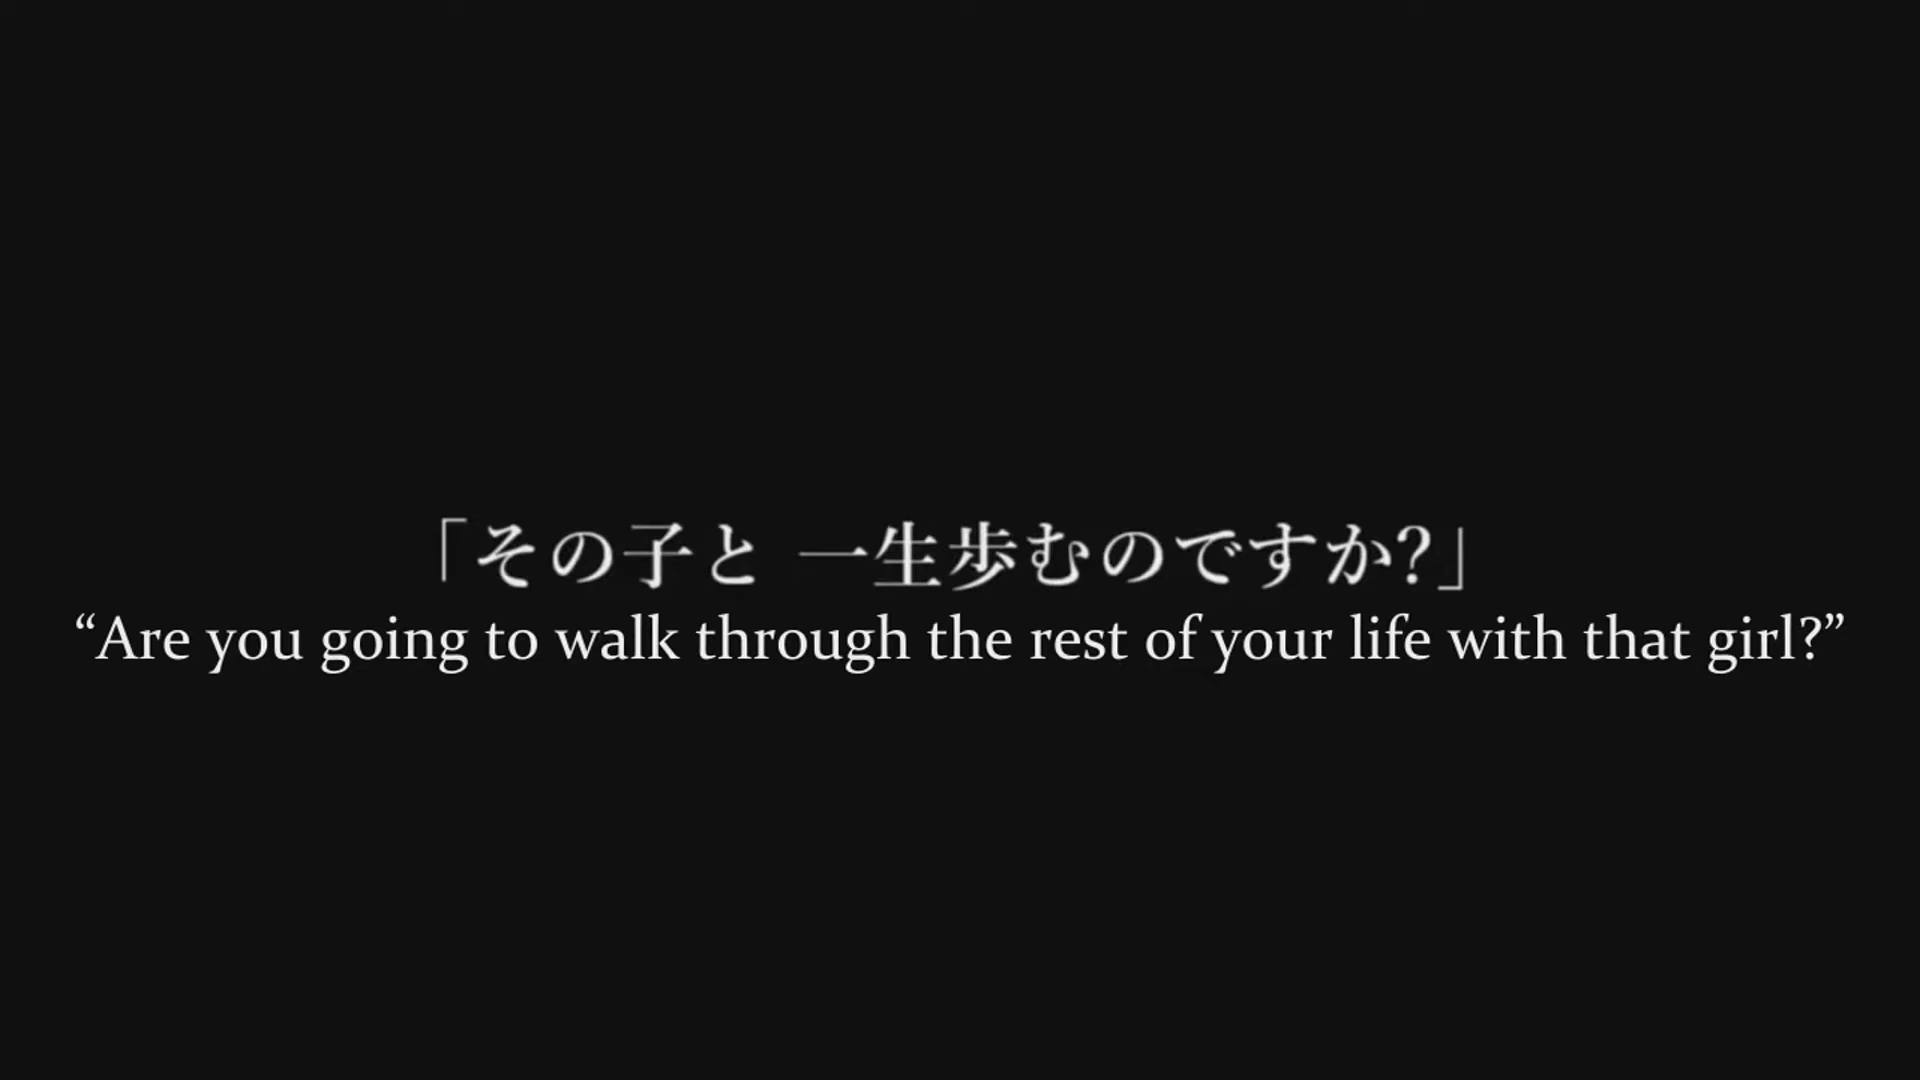 「その子と 一生歩むのですか?」
“Are you going to walk through the rest of your life with that girl?”